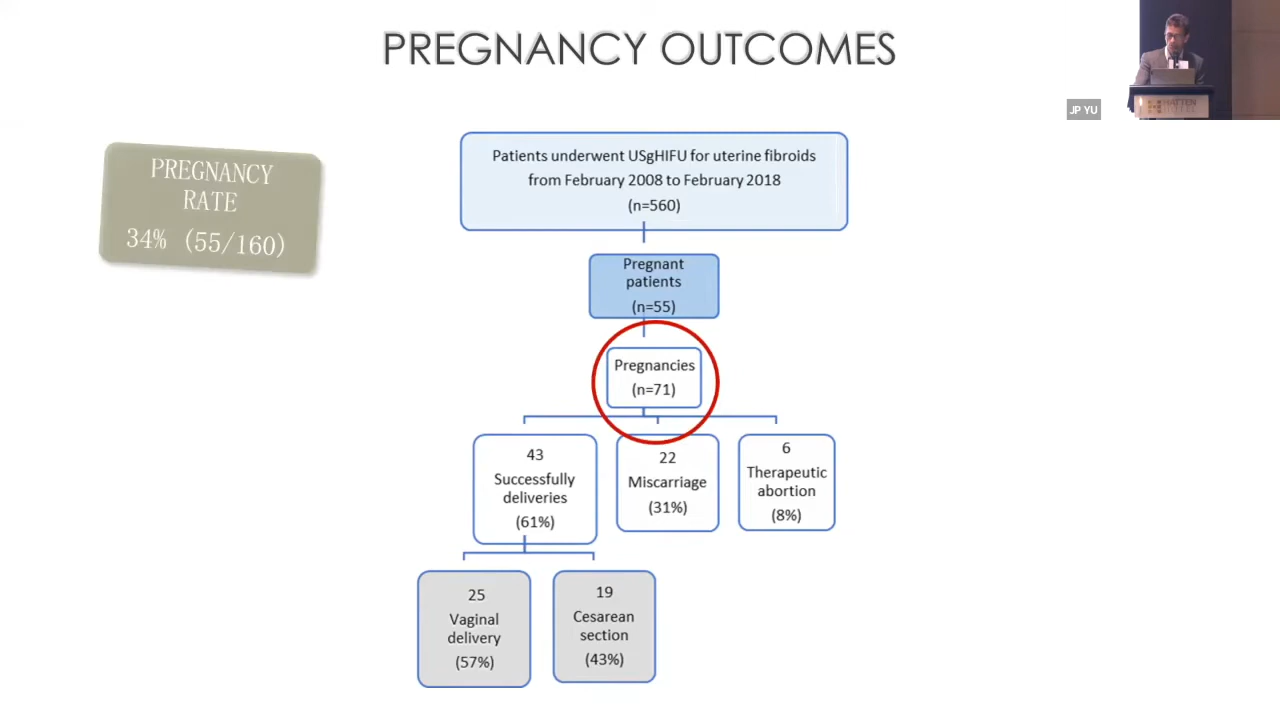 PREGNANCY OUTCOMES
JP YU
HATTEN
PREGNANCY
RATE
34% (55/160)
Patients underwent USgHIFU for uterine fibroids
from February 2008 to February 2018
(n=560)
Pregnant
patients
(n=55)
Pregnancies
(n=71)
43
Successfully
deliveries
(61%)
22
Miscarriage
(31%)
6
Therapeutic
abortion
(8%)
25
Vaginal
delivery
(57%)
19
Cesarean
section
(43%)